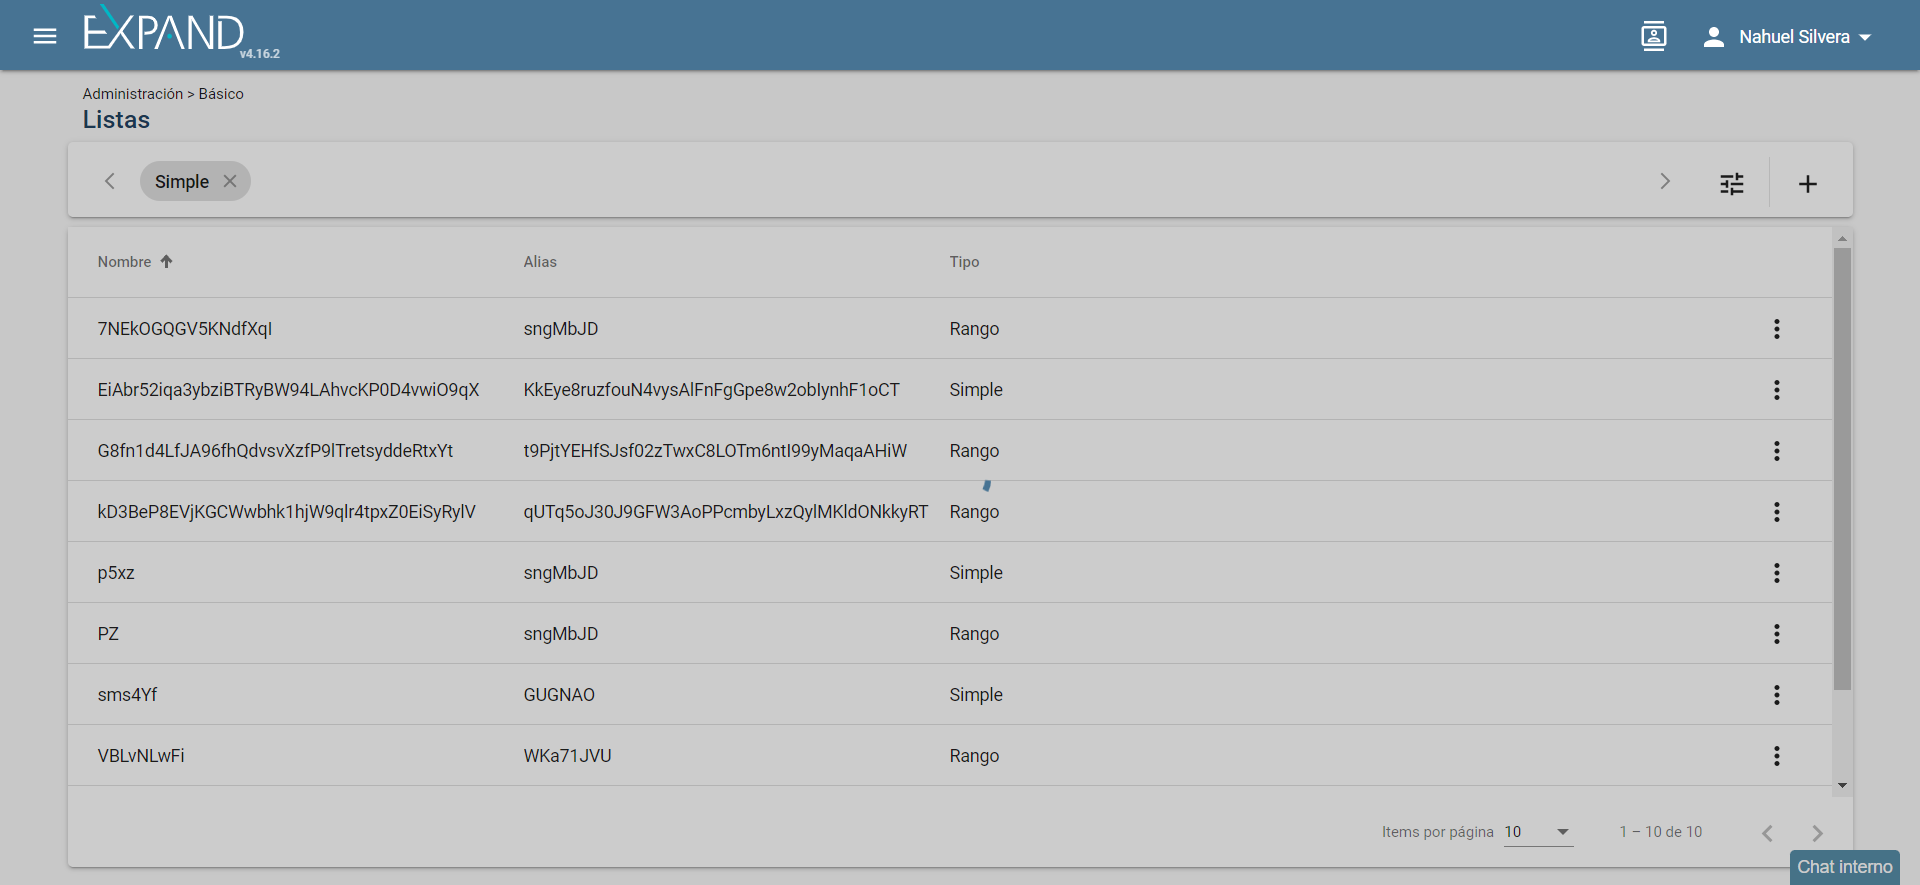 EXPAND
v4.16.2
Nahuel Silvera
Administración > Básico
Listas
Simple
Nombre Alias Tipo
7NEkOGQGV5KNdfXqI sngMbJD Rango
EiAbr52iqa3ybziBTRyBW94LAhvcKP0D4vwiO9qX KkEye8ruzfouN4vysAlFnFgGpe8w2obIynhF1oCT Simple
G8fn1d4LfJA96fhQdvsvXzfP9lTretsyddeRtxYt t9PjtYEHfSJsf02zTwxC8LOTm6ntI99yMaqaAHiW Rango
kD3BeP8EVjKGCWwbhk1hjW9qlr4tpxZ0EiSyRylV qUTq5oJ30J9GFW3AoPPcmbyLxzQylMKldONkkyRT Rango
p5xz sngMbJD Simple
PZ sngMbJD Rango
sms4Yf GUGNAO Simple
VBLvNLwFi WKa71JVU Rango
Items por página 10 1 – 10 de 10
Chat interno